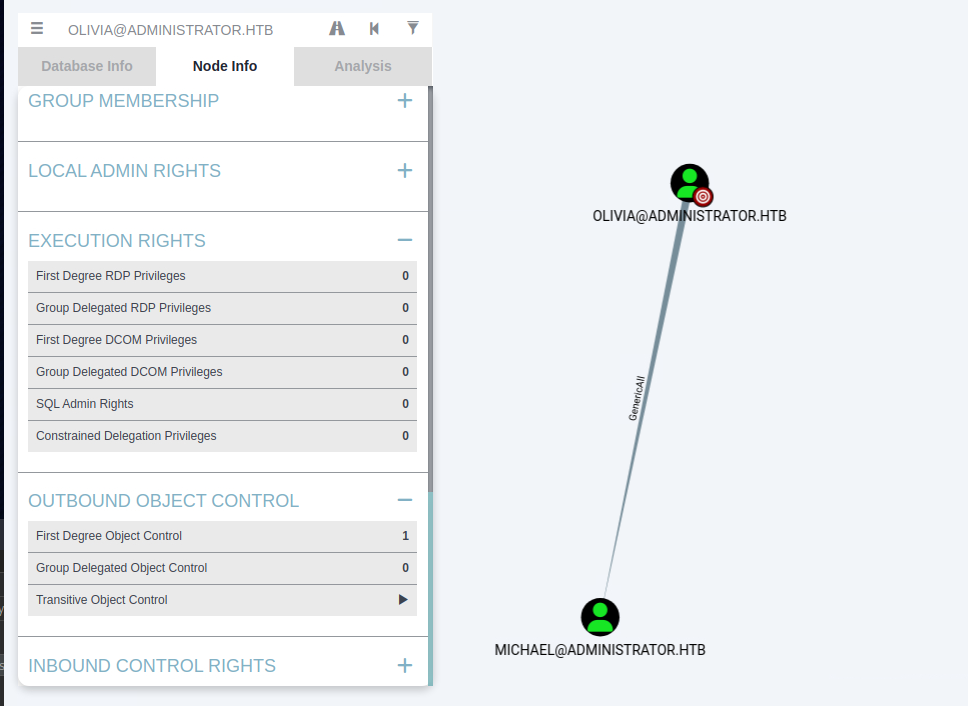 OLIVIA@ADMINISTRATOR.HTB
Database Info
Node Info
Analysis
GROUP MEMBERSHIP
LOCAL ADMIN RIGHTS
EXECUTION RIGHTS
First Degree RDP Privileges 0
Group Delegated RDP Privileges 0
First Degree DCOM Privileges 0
Group Delegated DCOM Privileges 0
SQL Admin Rights 0
Constrained Delegation Privileges 0
OUTBOUND OBJECT CONTROL
First Degree Object Control 1
Group Delegated Object Control 0
Transitive Object Control
INBOUND CONTROL RIGHTS
OLIVIA@ADMINISTRATOR.HTB
GenericAll
MICHAEL@ADMINISTRATOR.HTB